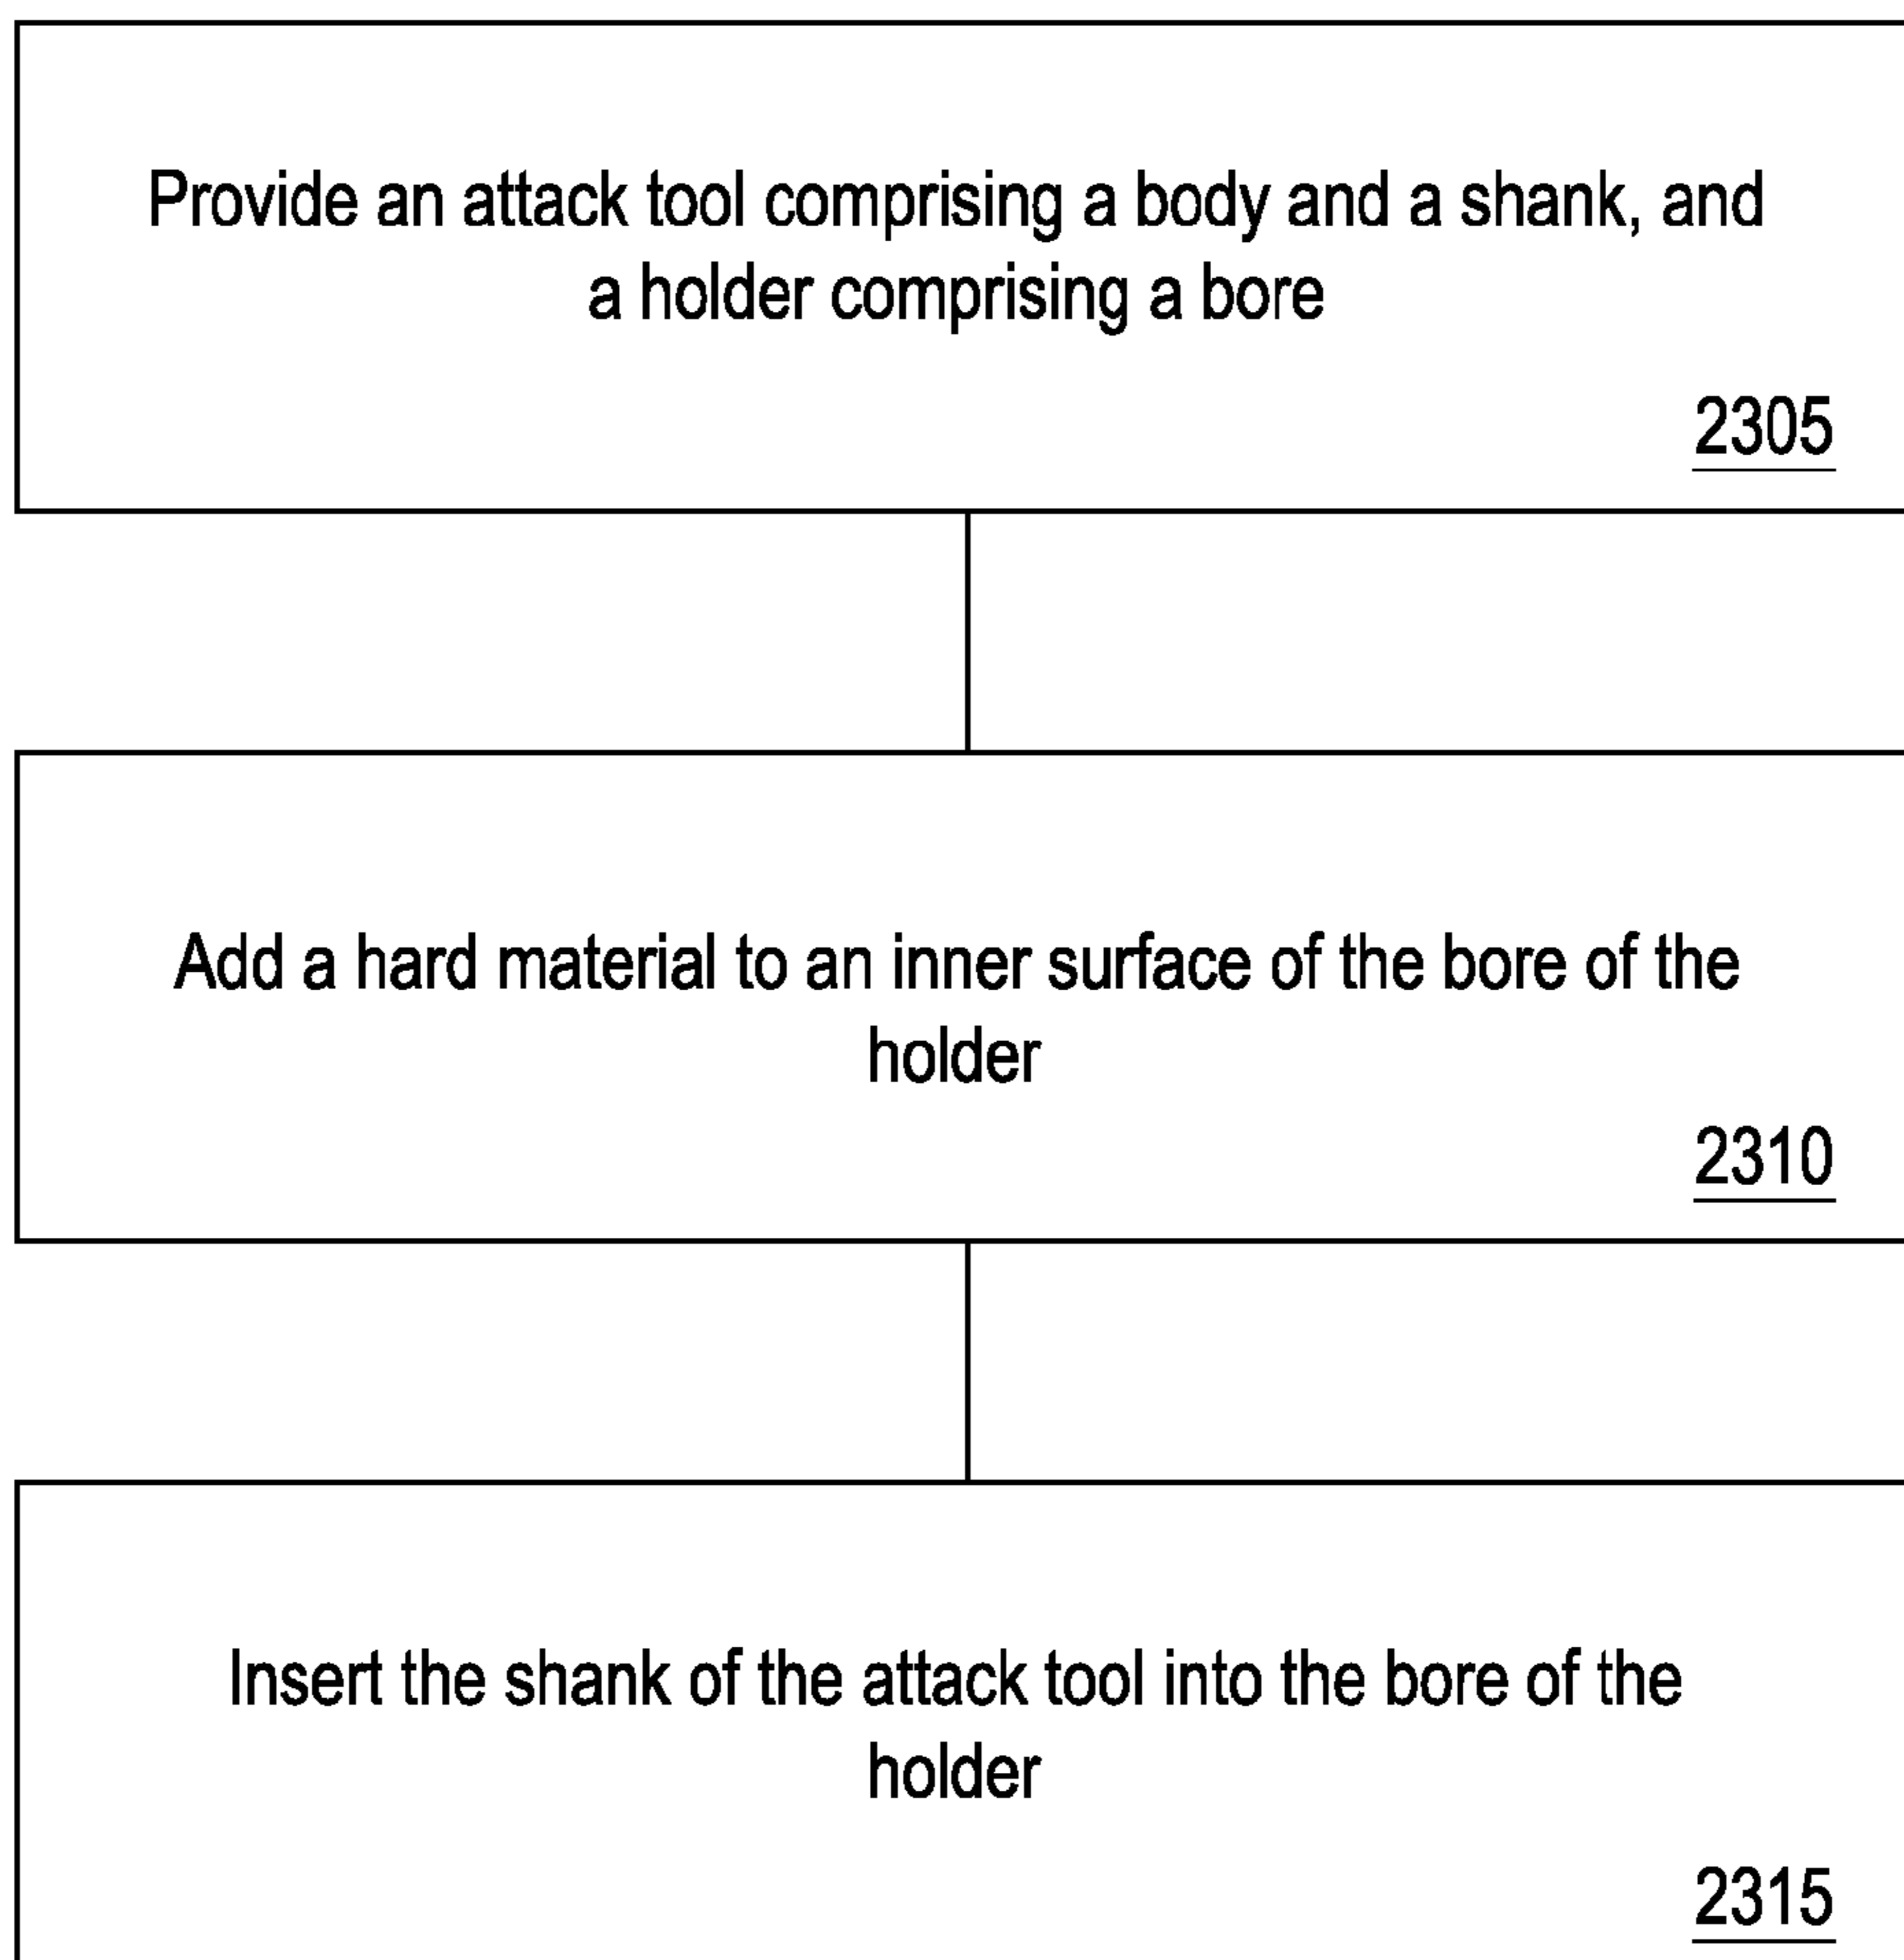 Provide an attack tool comprising a body and a shank, and
a holder comprising a bore
2305
Add a hard material to an inner surface of the bore of the
holder
2310
Insert the shank of the attack tool into the bore of the
holder
2315